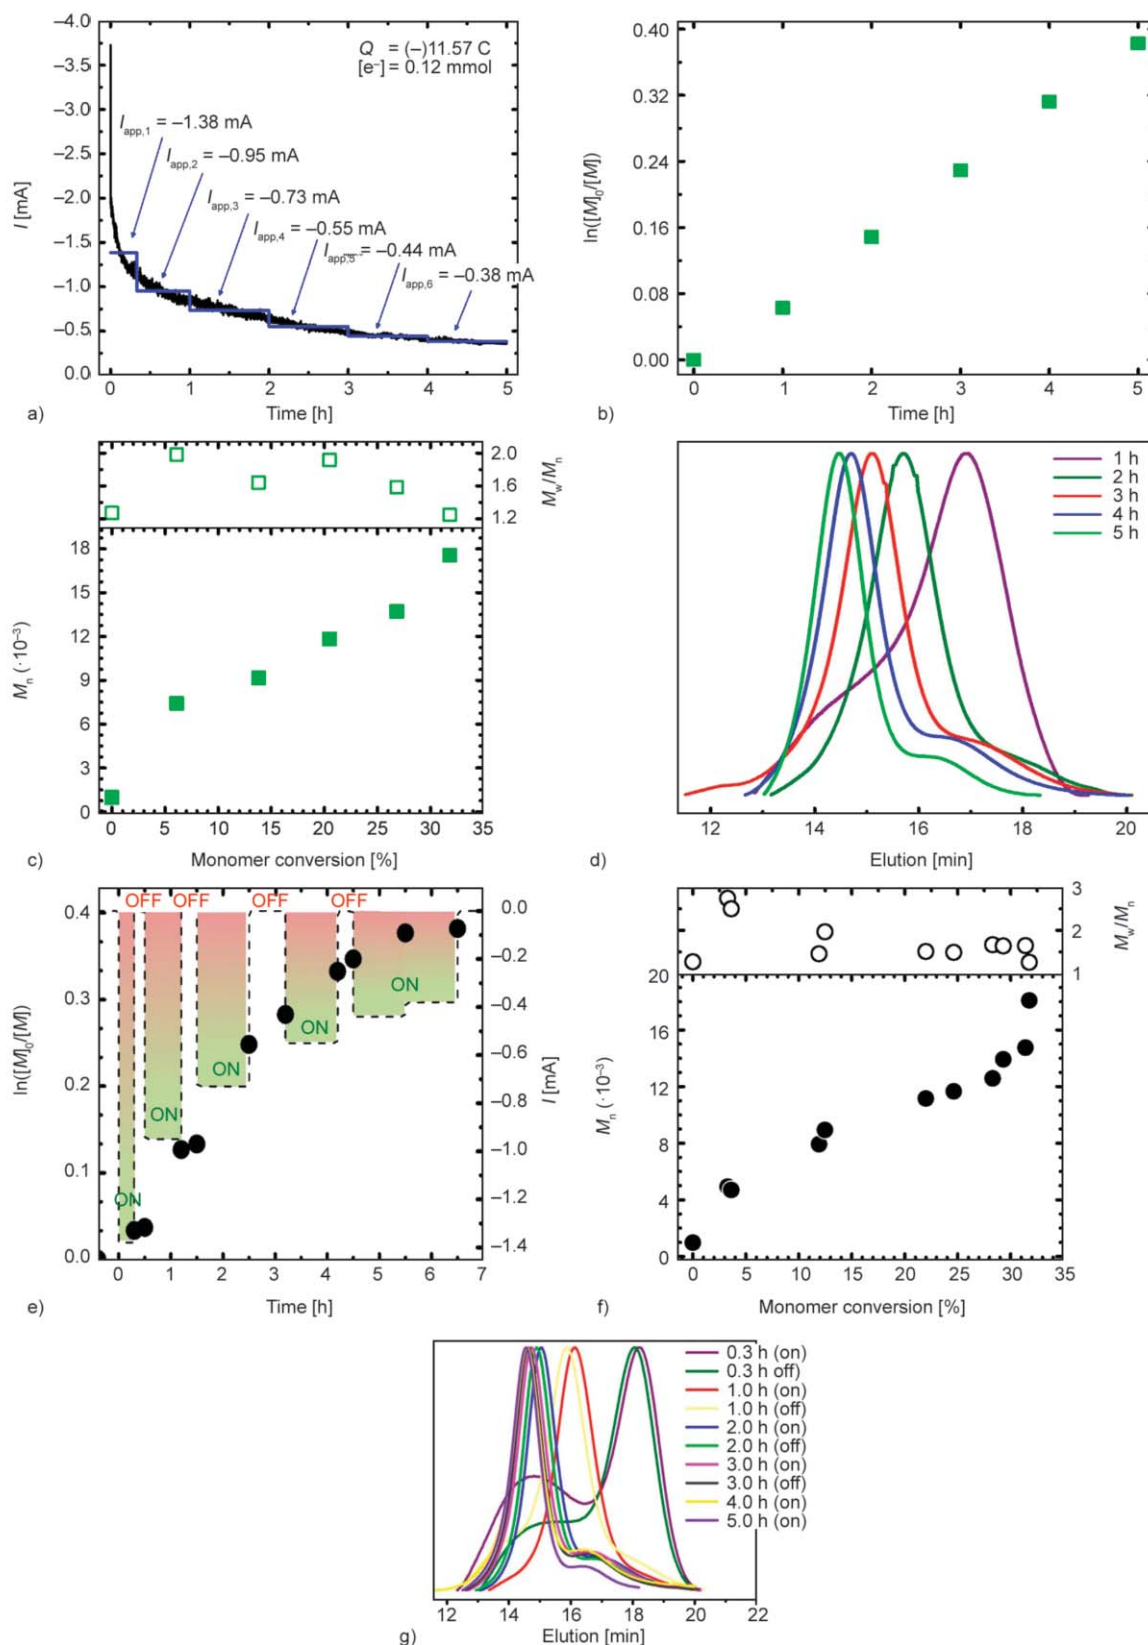 –4.0
–3.5
–3.0
–2.5
–2.0
–1.5
–1.0
–0.5
0.0
I [mA]
Q = (–)11.57 C
[e–] = 0.12 mmol
Iapp,1 = –1.38 mA
Iapp,2 = –0.95 mA
Iapp,3 = –0.73 mA
Iapp,4 = –0.55 mA
Iapp,5 = –0.44 mA
Iapp,6 = –0.38 mA
0 1 2 3 4 5
a) Time [h]
0.40
0.32
0.24
0.16
0.08
0.00
ln([M]0/[M])
0 1 2 3 4 5
b) Time [h]
2.0
1.6
1.2
Mw/Mn
18
15
12
9
6
3
0
Mn (·10–3)
0 5 10 15 20 25 30 35
c) Monomer conversion [%]
1 h
2 h
3 h
4 h
5 h
12 14 16 18 20
d) Elution [min]
OFF OFF OFF OFF
0.4
0.3
0.2
0.1
0.0
ln([M]0/[M])
ON
ON
ON
ON
ON
0.0
–0.2
–0.4
–0.6
–0.8
–1.0
–1.2
–1.4
I [mA]
0 1 2 3 4 5 6 7
e) Time [h]
3
2
1
Mw/Mn
20
16
12
8
4
0
Mn (·10–3)
0 5 10 15 20 25 30 35
f) Monomer conversion [%]
0.3 h (on)
0.3 h off)
1.0 h (on)
1.0 h (off)
2.0 h (on)
2.0 h (off)
3.0 h (on)
3.0 h (off)
4.0 h (on)
5.0 h (on)
12 14 16 18 20 22
g) Elution [min]